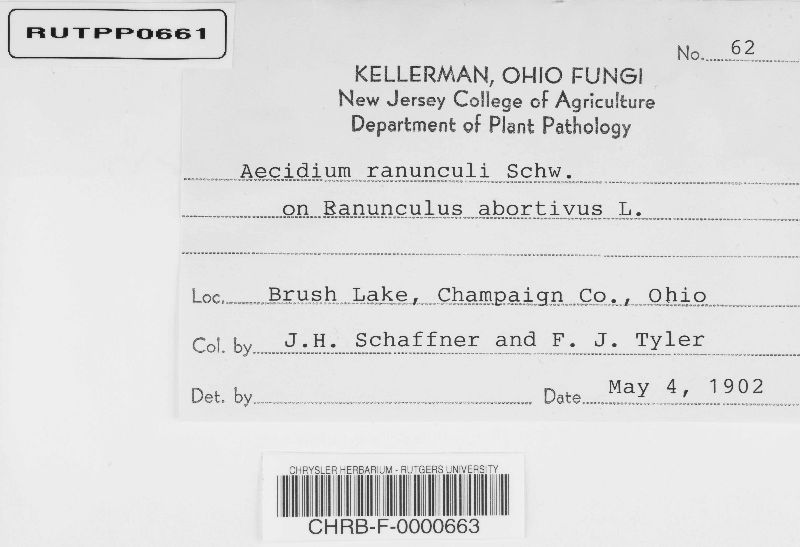 RUTPP0661
No. 62
KELLERMAN, OHIO FUNGI
New Jersey College of Agriculture
Department of Plant Pathology
Aecidium ranunculi Schw.
on Ranunculus abortivus L.
Loc. Brush Lake, Champaign Co., Ohio
Col. by J.H. Schaffner and F. J. Tyler
Det. by
Date May 4, 1902
CHRYSLER HERBARIUM - RUTGERS UNIVERSITY
CHRB-F-0000663